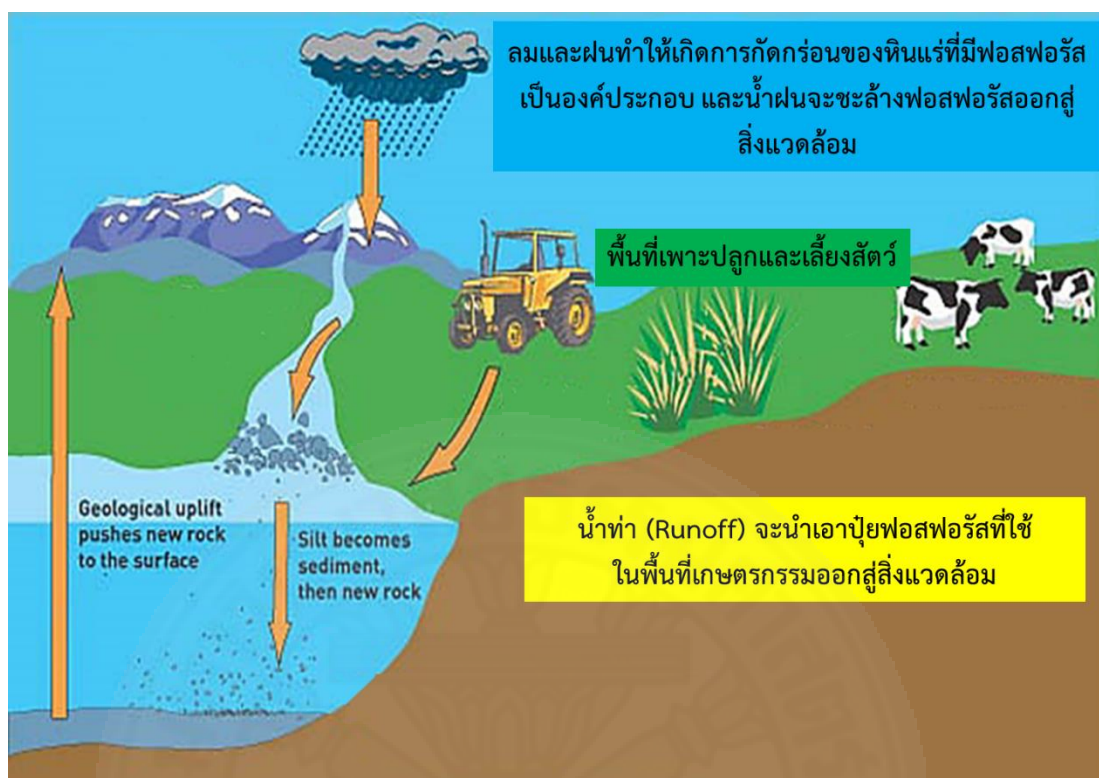 ลมและฝนทำให้เกิดการกัดกร่อนของหินแร่ที่มีฟอสฟอรัส
เป็นองค์ประกอบ และน้ำฝนจะชะล้างฟอสฟอรัสออกสู่
สิ่งแวดล้อม
พื้นที่เพาะปลูกและเลี้ยงสัตว์
Geological uplift
pushes new rock
to the surface
Silt becomes
sediment,
then new rock
น้ำท่า (Runoff) จะนำเอาปุ๋ยฟอสฟอรัสที่ใช้
ในพื้นที่เกษตรกรรมออกสู่สิ่งแวดล้อม